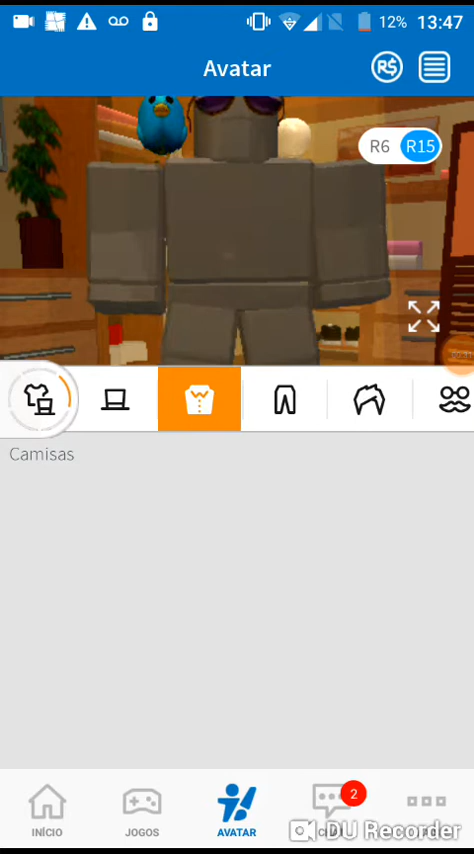 12% 13:47
Avatar
R$
R6 R15
Camisas
2
INÍCIO JOGOS AVATAR
DU Recorder